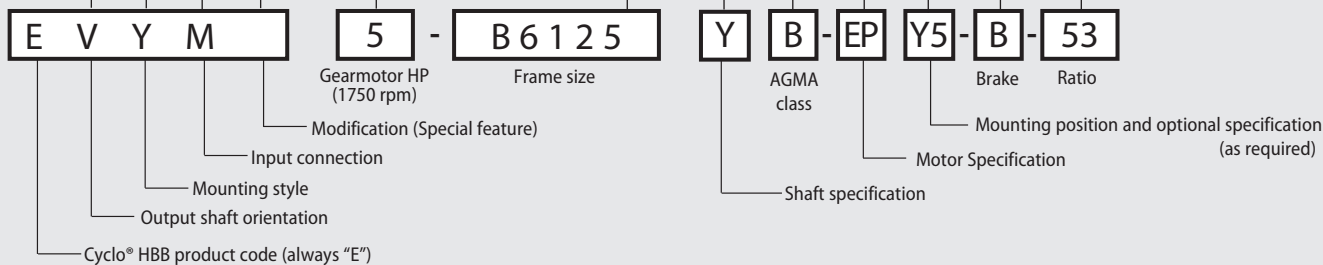 E V Y M 5 - B 6 1 2 5 Y B - EP Y5 - B - 53
Gearmotor HP
(1750 rpm)
Frame size
AGMA
class
Brake
Ratio
Modification (Special feature)
Input connection
Mounting style
Output shaft orientation
Cyclo® HBB product code (always “E”)
Mounting position and optional specification
(as required)
Motor Specification
Shaft specification